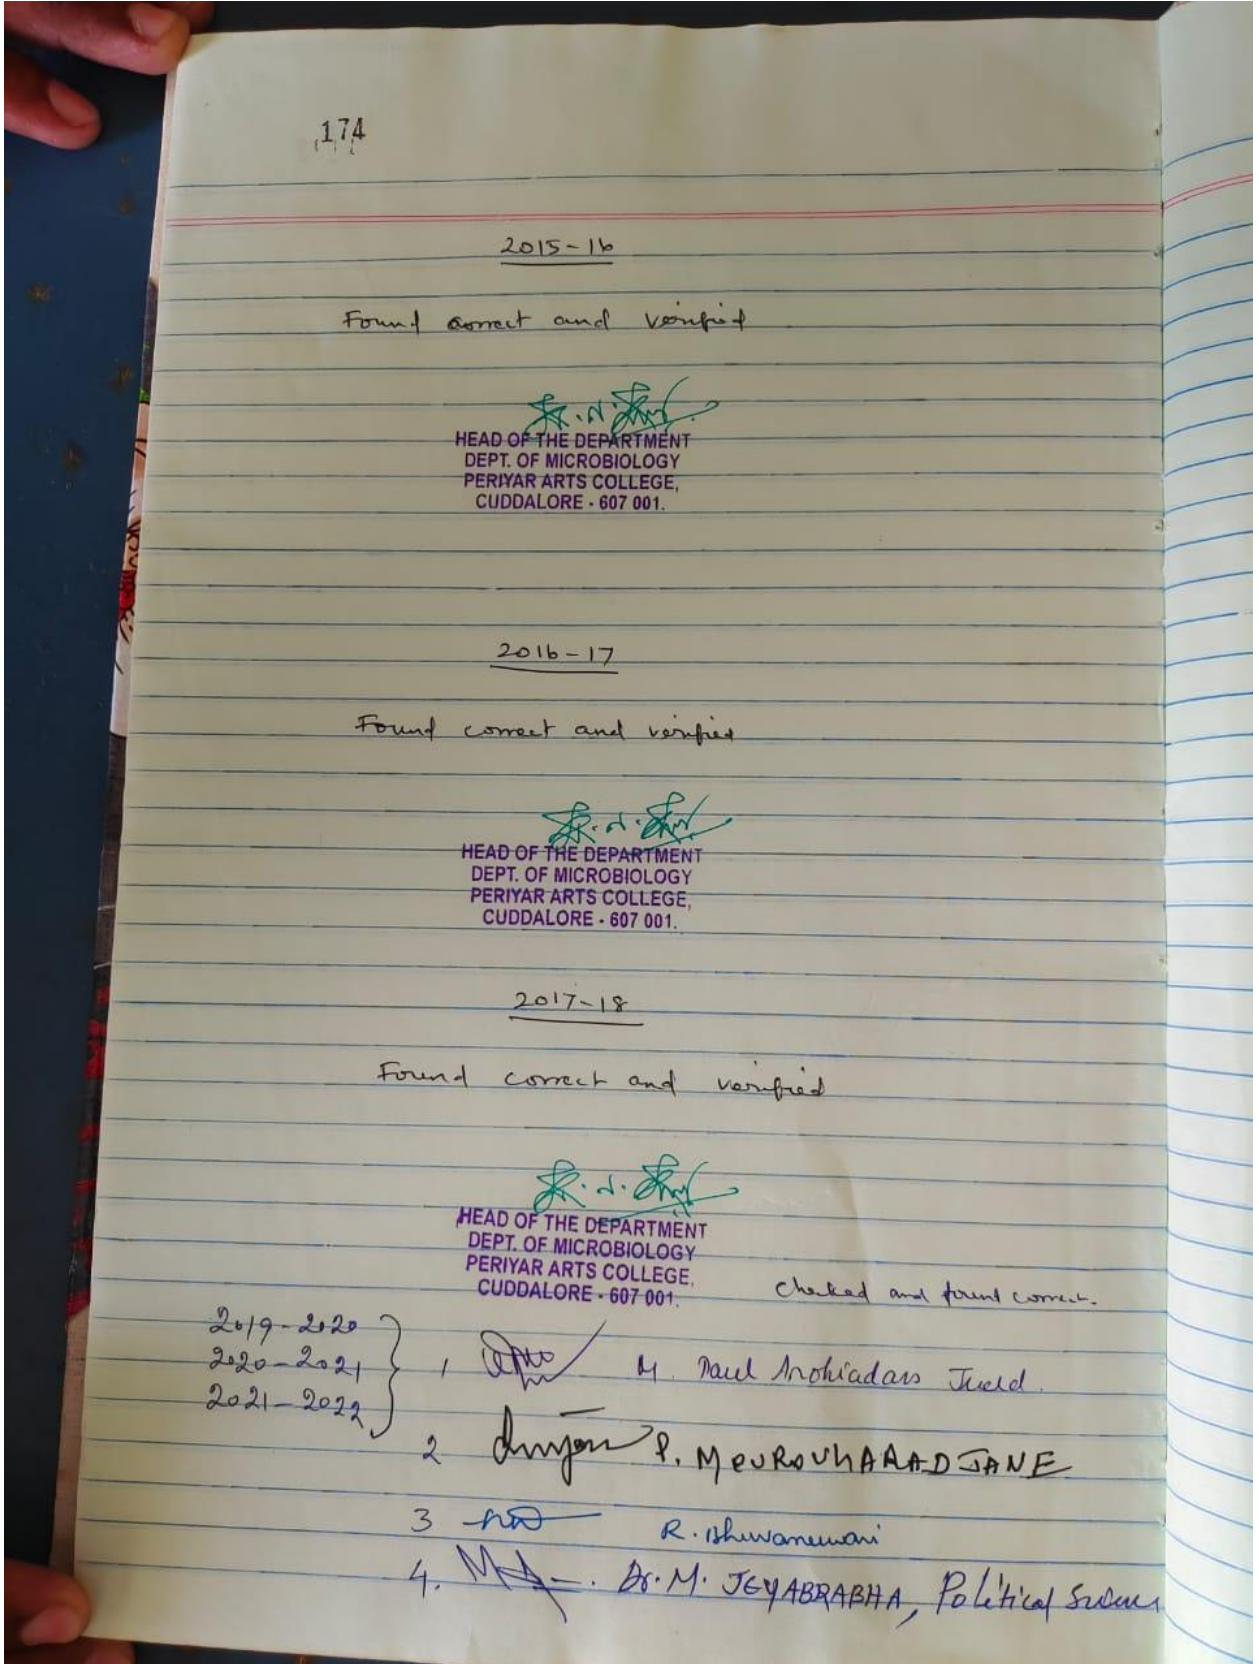 174
2015-16
Found correct and verified
HEAD OF THE DEPARTMENT
DEPT. OF MICROBIOLOGY
PERIYAR ARTS COLLEGE,
CUDDALORE - 607 001.
2016-17
Found correct and verified
HEAD OF THE DEPARTMENT
DEPT. OF MICROBIOLOGY
PERIYAR ARTS COLLEGE,
CUDDALORE - 607 001.
2017-18
Found correct and verified
HEAD OF THE DEPARTMENT
DEPT. OF MICROBIOLOGY
PERIYAR ARTS COLLEGE,
CUDDALORE - 607 001.
Checked and found correct.
2019-2020
2020-2021
2021-2022
1 M. Paul Arokiadass
2 P. MOUROUHARADJANE
3 R. Bhuvaneswari
4. Dr. M. JEYABRABHA, Political Science